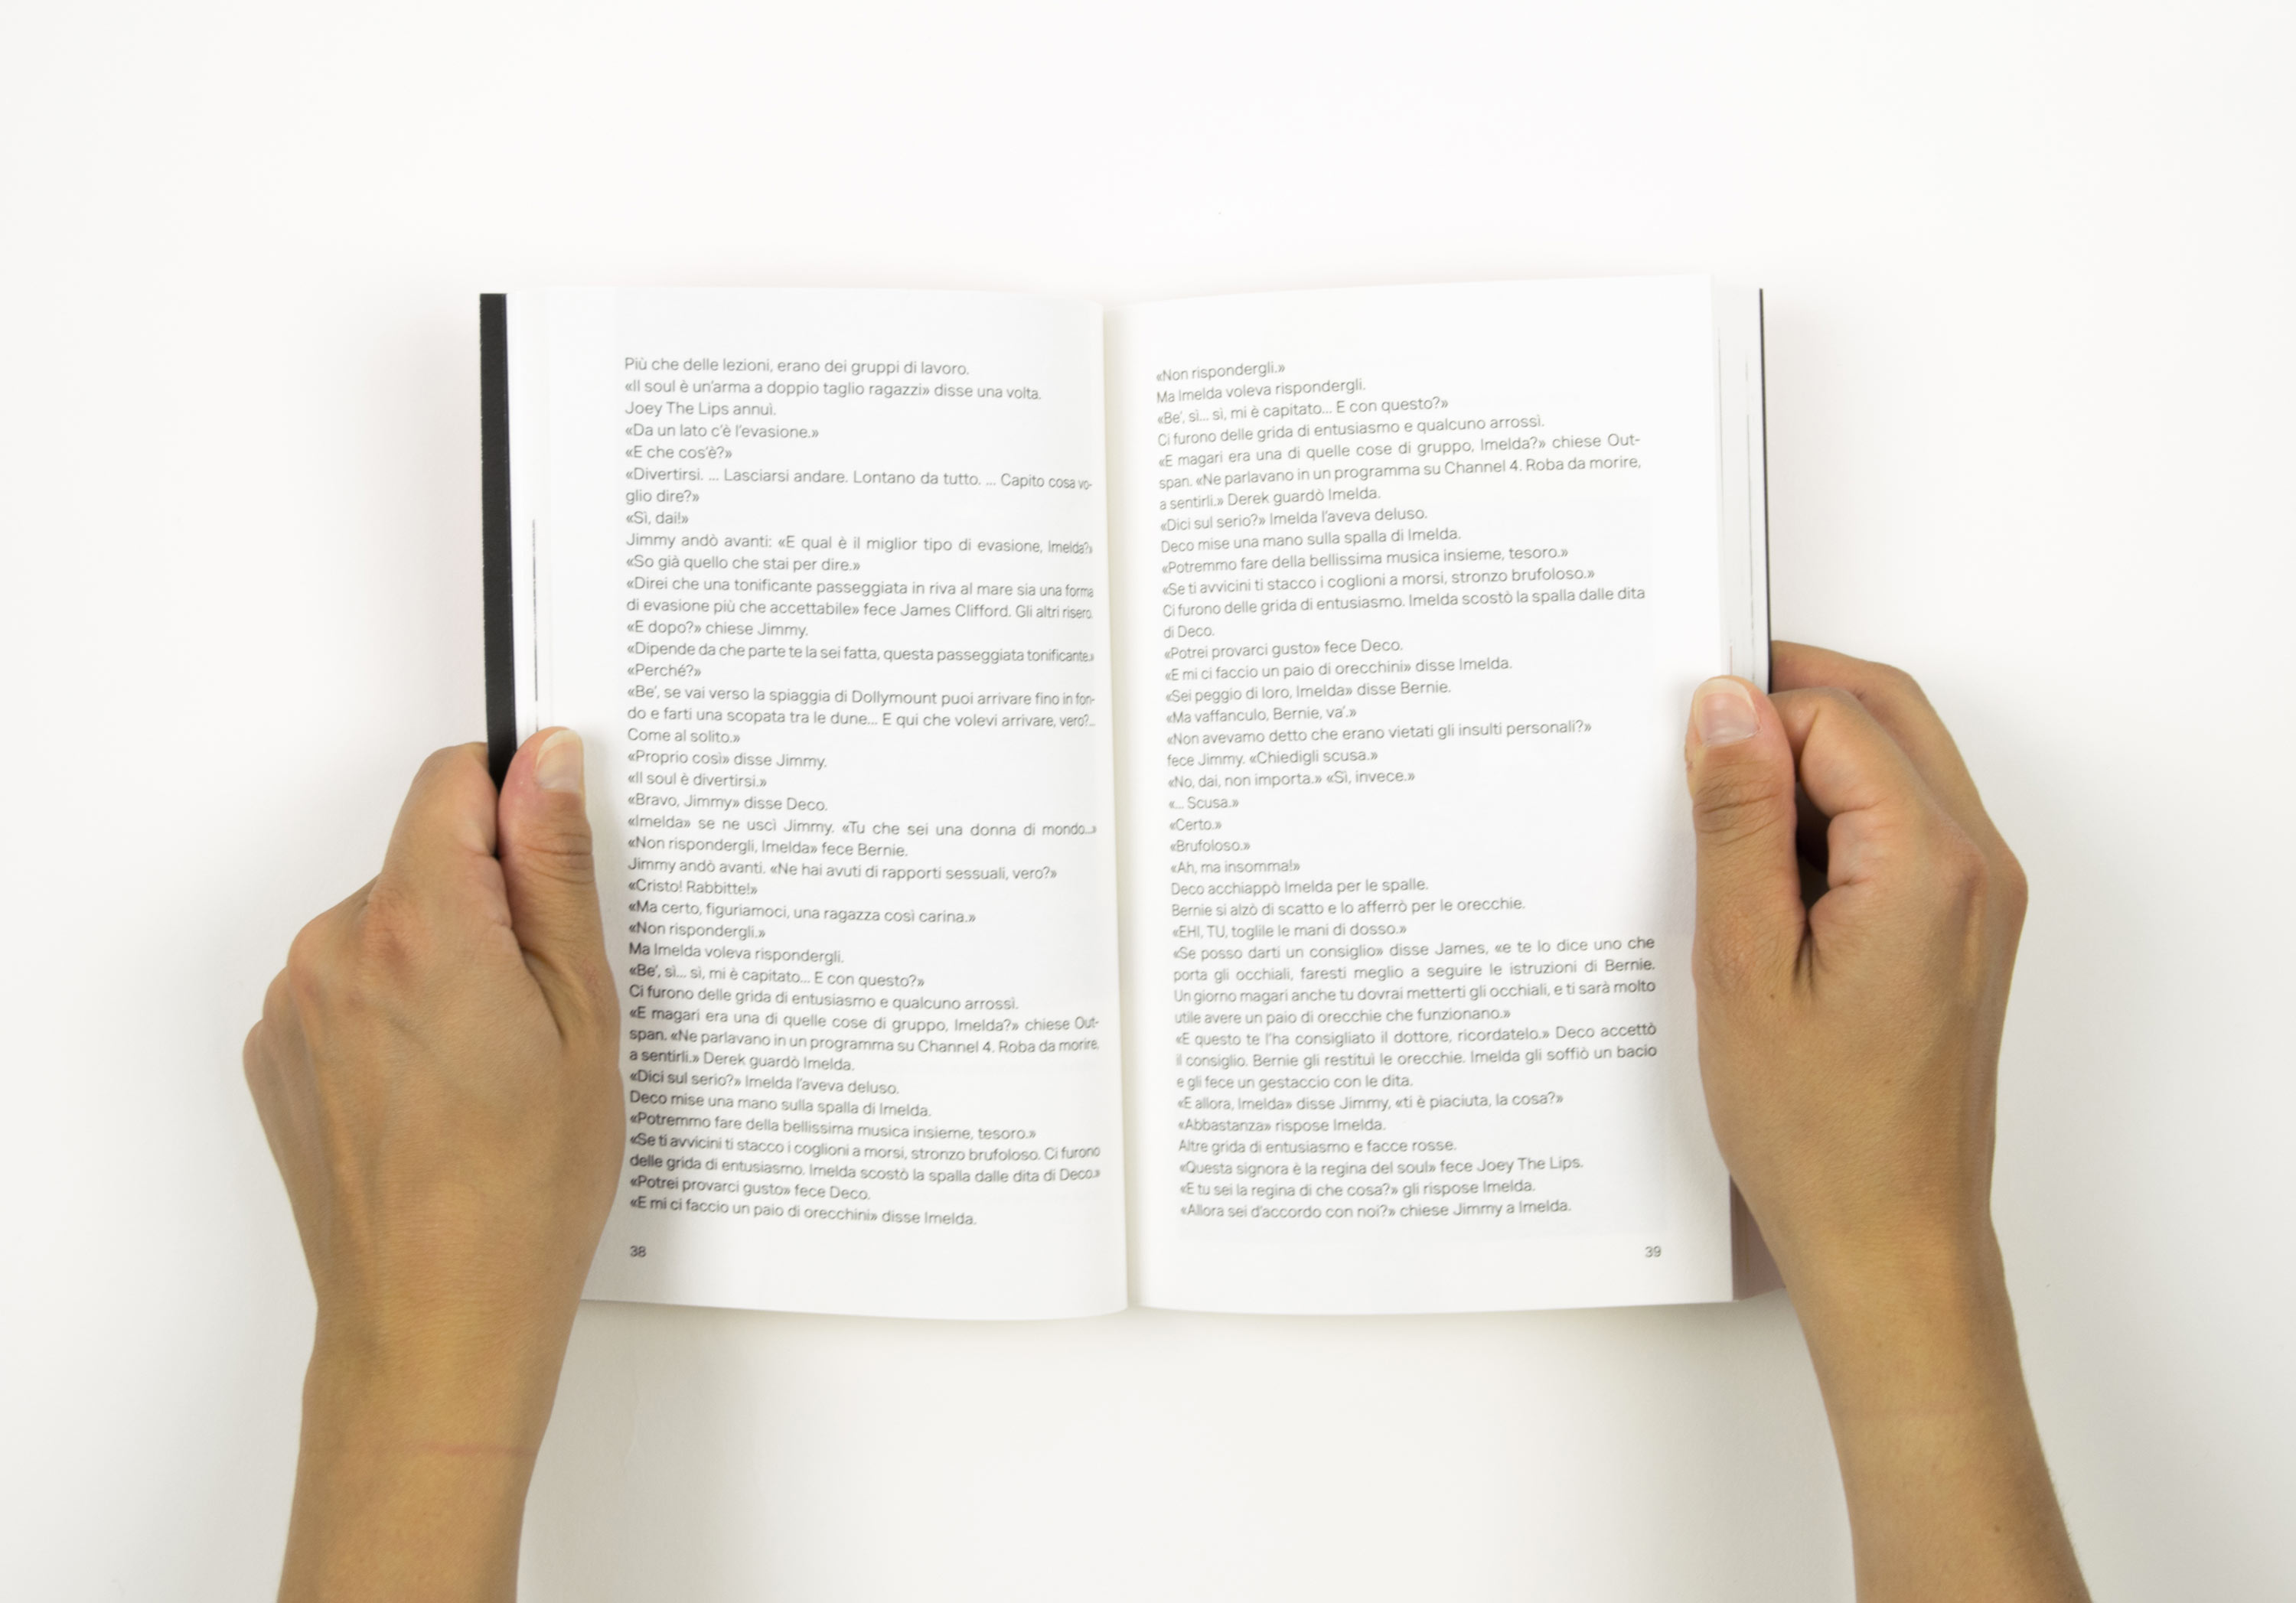 Più che delle lezioni, erano dei gruppi di lavoro.
«Il soul è un'arma a doppio taglio ragazzi» disse una volta.
Joey The Lips annuì.
«Da un lato c'è l'evasione.»
«E che cos'è?»
«Divertirsi. ... Lasciarsi andare. Lontano da tutto. ... Capito cosa vo-
glio dire?»
«Sì, dai!»
Jimmy andò avanti: «E qual è il miglior tipo di evasione, Imelda?»
«So già quello che stai per dire.»
«Direi che una tonificante passeggiata in riva al mare sia una forma
di evasione più che accettabile» fece James Clifford. Gli altri risero.
«E dopo?» chiese Jimmy.
«Dipende da che parte te la sei fatta, questa passeggiata tonificante.»
«Perché?»
«Be', se vai verso la spiaggia di Dollymount puoi arrivare fino in fon-
do e farti una scopata tra le dune... E qui che volevi arrivare, vero?...
Come al solito.»
«Proprio così» disse Jimmy.
«Il soul è divertirsi.»
«Bravo, Jimmy» disse Deco.
«Imelda» se ne uscì Jimmy. «Tu che sei una donna di mondo...»
«Non rispondergli, Imelda» fece Bernie.
Jimmy andò avanti. «Ne hai avuti di rapporti sessuali, vero?»
«Cristo! Rabbitte!»
«Ma certo, figuriamoci, una ragazza così carina.»
«Non rispondergli.»
Ma Imelda voleva rispondergli.
«Be', sì... sì, mi è capitato... E con questo?»
Ci furono delle grida di entusiasmo e qualcuno arrossì.
«E magari era una di quelle cose di gruppo, Imelda?» chiese Out-
span. «Ne parlavano in un programma su Channel 4. Roba da morire,
a sentirli.» Derek guardò Imelda.
«Dici sul serio?» Imelda l'aveva deluso.
Deco mise una mano sulla spalla di Imelda.
«Potremmo fare della bellissima musica insieme, tesoro.»
«Se ti avvicini ti stacco i coglioni a morsi, stronzo brufoloso. Ci furono
delle grida di entusiasmo. Imelda scostò la spalla dalle dita di Deco.»
«Potrei provarci gusto» fece Deco.
«E mi ci faccio un paio di orecchini» disse Imelda.
38
«Non rispondergli.»
Ma Imelda voleva rispondergli.
«Be', sì... sì, mi è capitato... E con questo?»
Ci furono delle grida di entusiasmo e qualcuno arrossì.
«E magari era una di quelle cose di gruppo, Imelda?» chiese Out-
span. «Ne parlavano in un programma su Channel 4. Roba da morire,
a sentirli.» Derek guardò Imelda.
«Dici sul serio?» Imelda l'aveva deluso.
Deco mise una mano sulla spalla di Imelda.
«Potremmo fare della bellissima musica insieme, tesoro.»
«Se ti avvicini ti stacco i coglioni a morsi, stronzo brufoloso.»
Ci furono delle grida di entusiasmo. Imelda scostò la spalla dalle dita
di Deco.
«Potrei provarci gusto» fece Deco.
«E mi ci faccio un paio di orecchini» disse Imelda.
«Sei peggio di loro, Imelda» disse Bernie.
«Ma vaffanculo, Bernie, va'.»
«Non avevamo detto che erano vietati gli insulti personali?»
fece Jimmy. «Chiedigli scusa.»
«No, dai, non importa.» «Sì, invece.»
«... Scusa.»
«Certo.»
«Brufoloso.»
«Ah, ma insomma!»
Deco acchiappò Imelda per le spalle.
Bernie si alzò di scatto e lo afferrò per le orecchie.
«EHI, TU, toglile le mani di dosso.»
«Se posso darti un consiglio» disse James, «e te lo dice uno che
porta gli occhiali, faresti meglio a seguire le istruzioni di Bernie.
Un giorno magari anche tu dovrai metterti gli occhiali, e ti sarà molto
utile avere un paio di orecchie che funzionano.»
«E questo te l'ha consigliato il dottore, ricordatelo.» Deco accettò
il consiglio. Bernie gli restituì le orecchie. Imelda gli soffiò un bacio
e gli fece un gestaccio con le dita.
«E allora, Imelda» disse Jimmy, «ti è piaciuta, la cosa?»
«Abbastanza» rispose Imelda.
Altre grida di entusiasmo e facce rosse.
«Questa signora è la regina del soul» fece Joey The Lips.
«E tu sei la regina di che cosa?» gli rispose Imelda.
«Allora sei d'accordo con noi?» chiese Jimmy a Imelda.
39